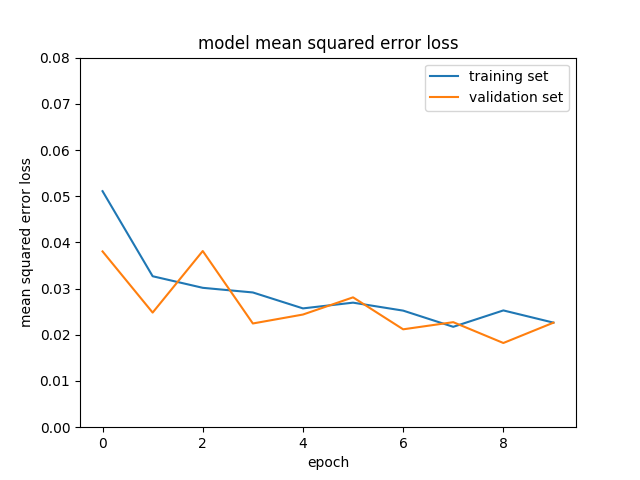 model mean squared error loss
0.08
0.07
0.06
0.05
0.04
0.03
0.02
0.01
0.00
mean squared error loss
training set
validation set
0 2 4 6 8
epoch